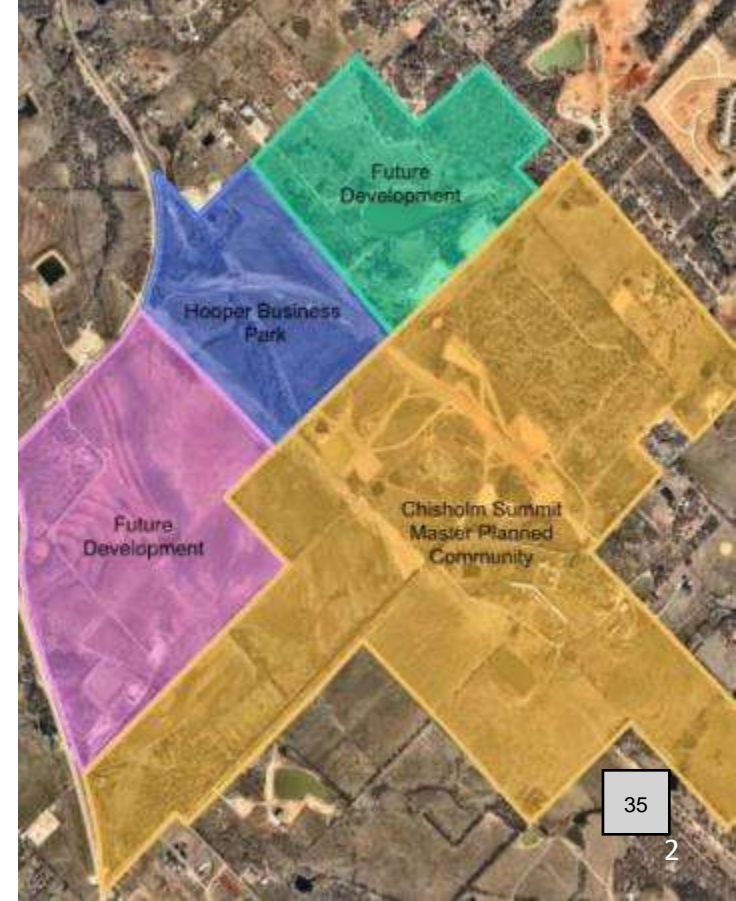 Future
Development
Hooper Business
Park
Chisholm Summit
Master Planned
Community
Future
Development
35
2